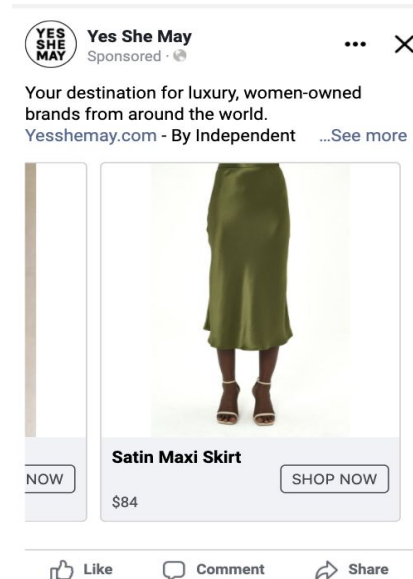 YES
SHE
MAY
Yes She May
Sponsored ·
Your destination for luxury, women-owned
brands from around the world.
Yesshemay.com - By Independent ...See more
NOW
Satin Maxi Skirt
$84
SHOP NOW
Like Comment Share